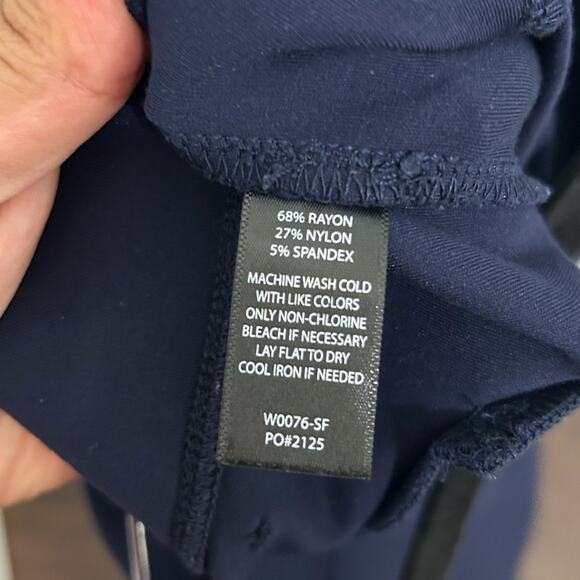 68% RAYON
27% NYLON
5% SPANDEX
MACHINE WASH COLD
WITH LIKE COLORS
ONLY NON-CHLORINE
BLEACH IF NECESSARY
LAY FLAT TO DRY
COOL IRON IF NEEDED
W0076-SF
PO#2125